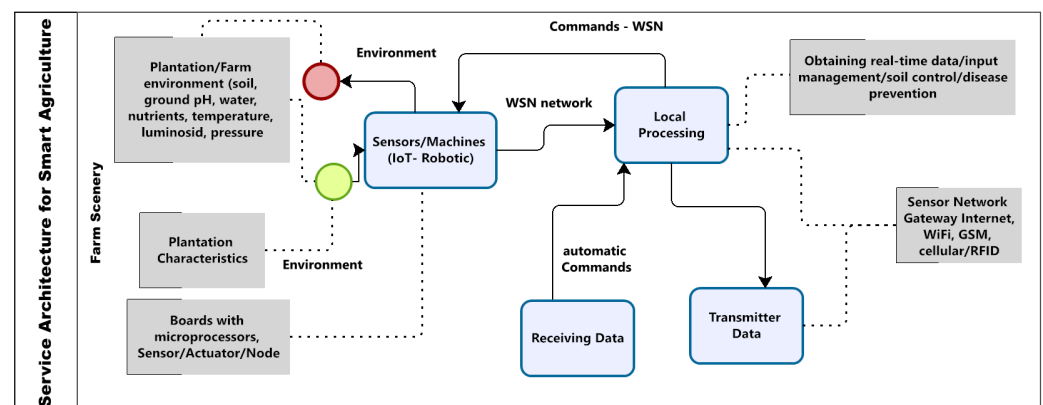 Service Architecture for Smart Agriculture
Farm Scenery
Commands - WSN
Environment
Plantation/Farm
environment (soil,
ground pH, water,
nutrients, temperature,
luminosid, pressure
Obtaining real-time data/input
management/soil control/disease
prevention
WSN network
Sensors/Machines
(IoT- Robotic)
Local
Processing
Plantation
Characteristics
Environment
automatic
Commands
Sensor Network
Gateway Internet,
WiFi, GSM,
cellular/RFID
Boards with
microprocessors,
Sensor/Actuator/Node
Receiving Data
Transmitter
Data